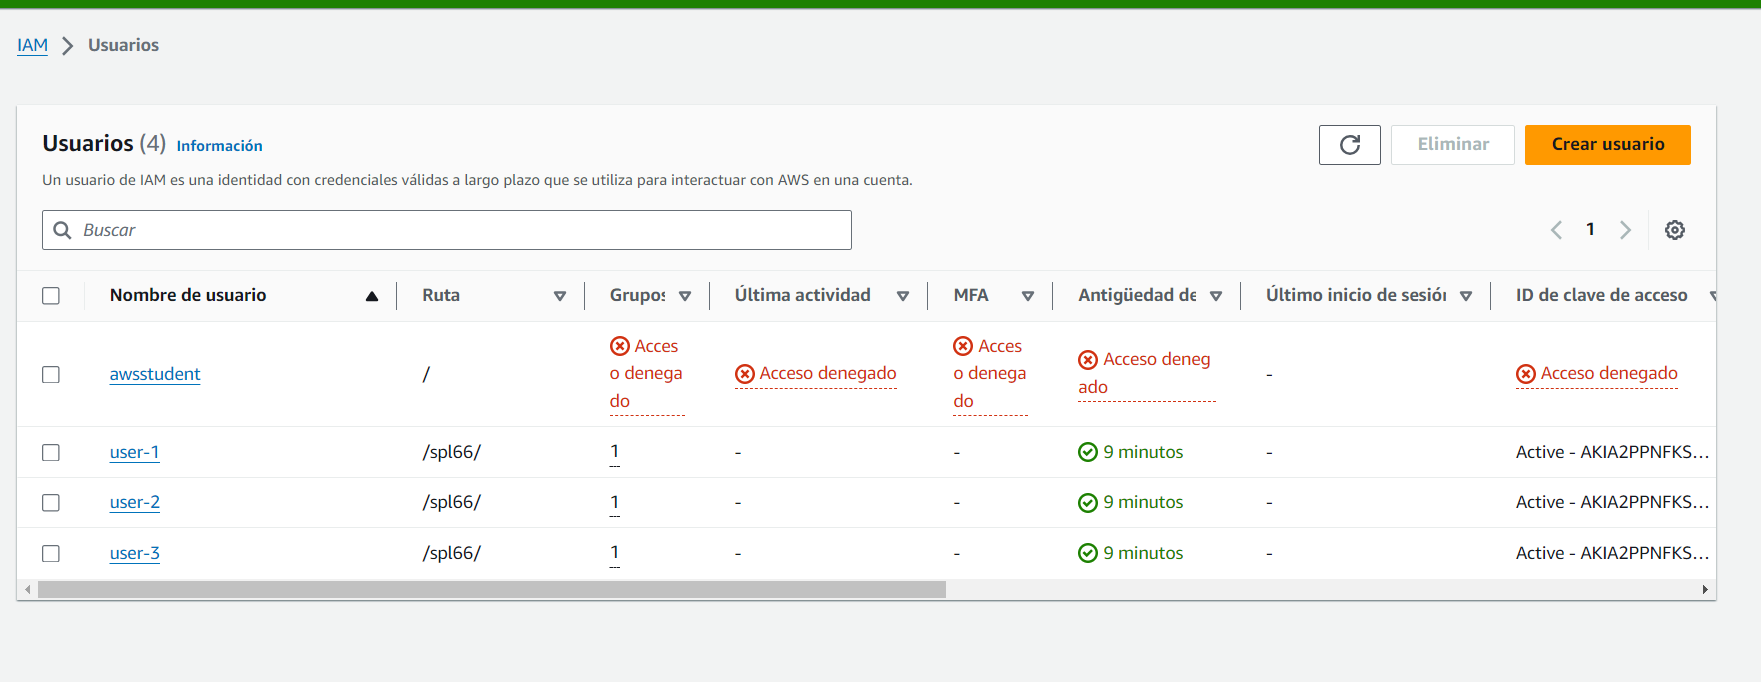 IAM > Usuarios
Usuarios (4) Información
Eliminar
Crear usuario
Un usuario de IAM es una identidad con credenciales válidas a largo plazo que se utiliza para interactuar con AWS en una cuenta.
Buscar
1
Nombre de usuario Ruta Grupos Última actividad MFA Antigüedad de Último inicio de sesión ID de clave de acceso
awsstudent / Acceso denegado Acceso denegado Acceso denegado Acceso denegado - Acceso denegado
user-1 /spl66/ 1 - - 9 minutos - Active - AKIA2PPNFKS...
user-2 /spl66/ 1 - - 9 minutos - Active - AKIA2PPNFKS...
user-3 /spl66/ 1 - - 9 minutos - Active - AKIA2PPNFKS...